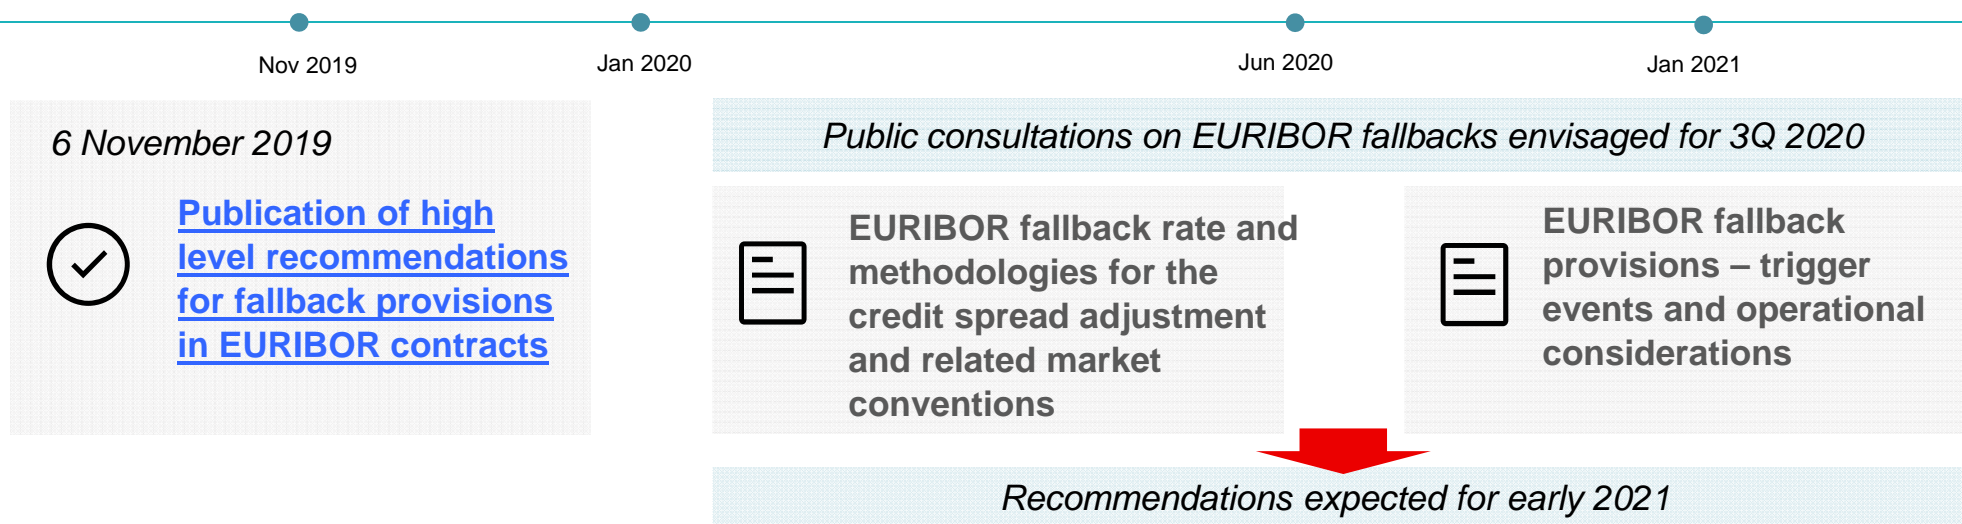 Nov 2019
Jan 2020
Jun 2020
Jan 2021
6 November 2019
Publication of high
level recommendations
for fallback provisions
in EURIBOR contracts
Public consultations on EURIBOR fallbacks envisaged for 3Q 2020
EURIBOR fallback rate and
methodologies for the
credit spread adjustment
and related market
conventions
EURIBOR fallback
provisions – trigger
events and operational
considerations
Recommendations expected for early 2021